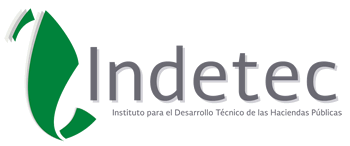 Indetec
Instituto para el Desarrollo Técnico de las Haciendas Públicas